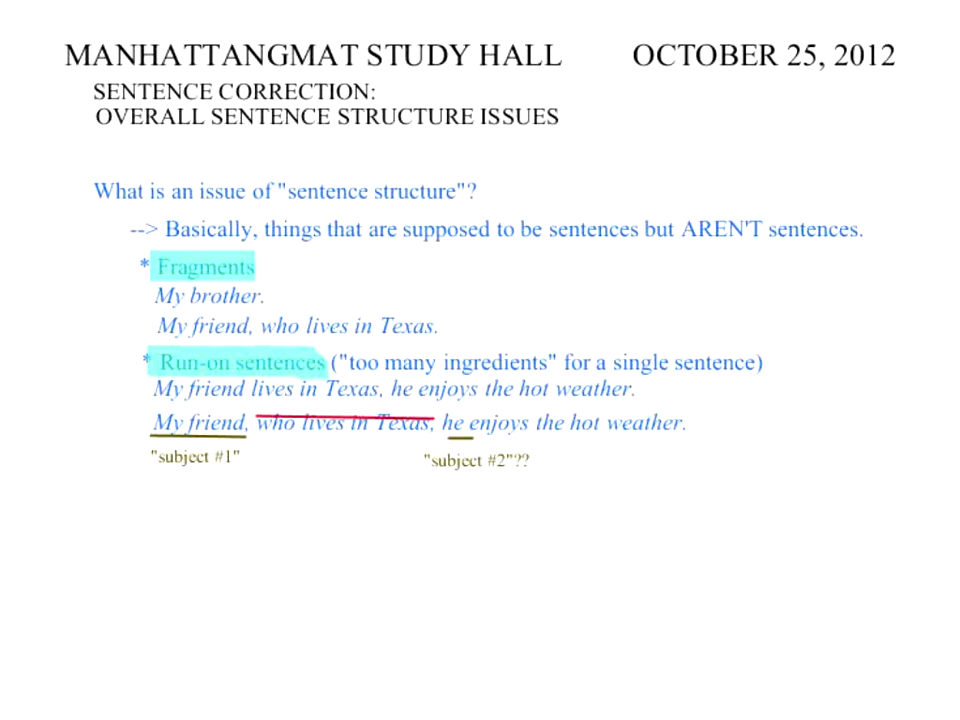 MANHATTANGMAT STUDY HALL OCTOBER 25, 2012
SENTENCE CORRECTION:
OVERALL SENTENCE STRUCTURE ISSUES
What is an issue of "sentence structure"?
--> Basically, things that are supposed to be sentences but AREN'T sentences.
* Fragments
My brother.
My friend, who lives in Texas.
* Run-on sentences ("too many ingredients" for a single sentence)
My friend lives in Texas, he enjoys the hot weather.
My friend, who lives in Texas, he enjoys the hot weather.
"subject #1" "subject #2"??